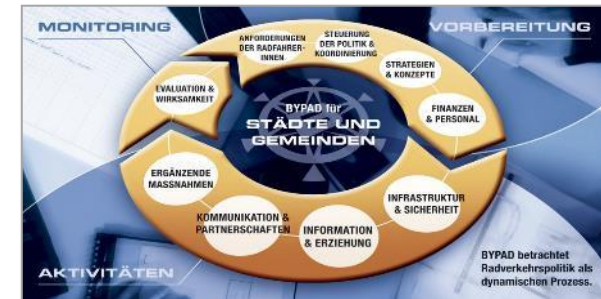 MONITORING
VORBEREITUNG
ANFORDERUNGEN
DER RADFAHRER-
INNEN
STEUERUNG
DER POLITIK &
KOORDINIERUNG
STRATEGIEN
& KONZEPTE
FINANZEN
& PERSONAL
EVALUATION &
WIRKSAMKEIT
BYPAD für
STÄDTE UND
GEMEINDEN
ERGÄNZENDE
MASSNAHMEN
KOMMUNIKATION &
PARTNERSCHAFTEN
INFORMATION
& ERZIEHUNG
INFRASTRUKTUR
& SICHERHEIT
AKTIVITÄTEN
BYPAD betrachtet
Radverkehrspolitik als
dynamischen Prozess.